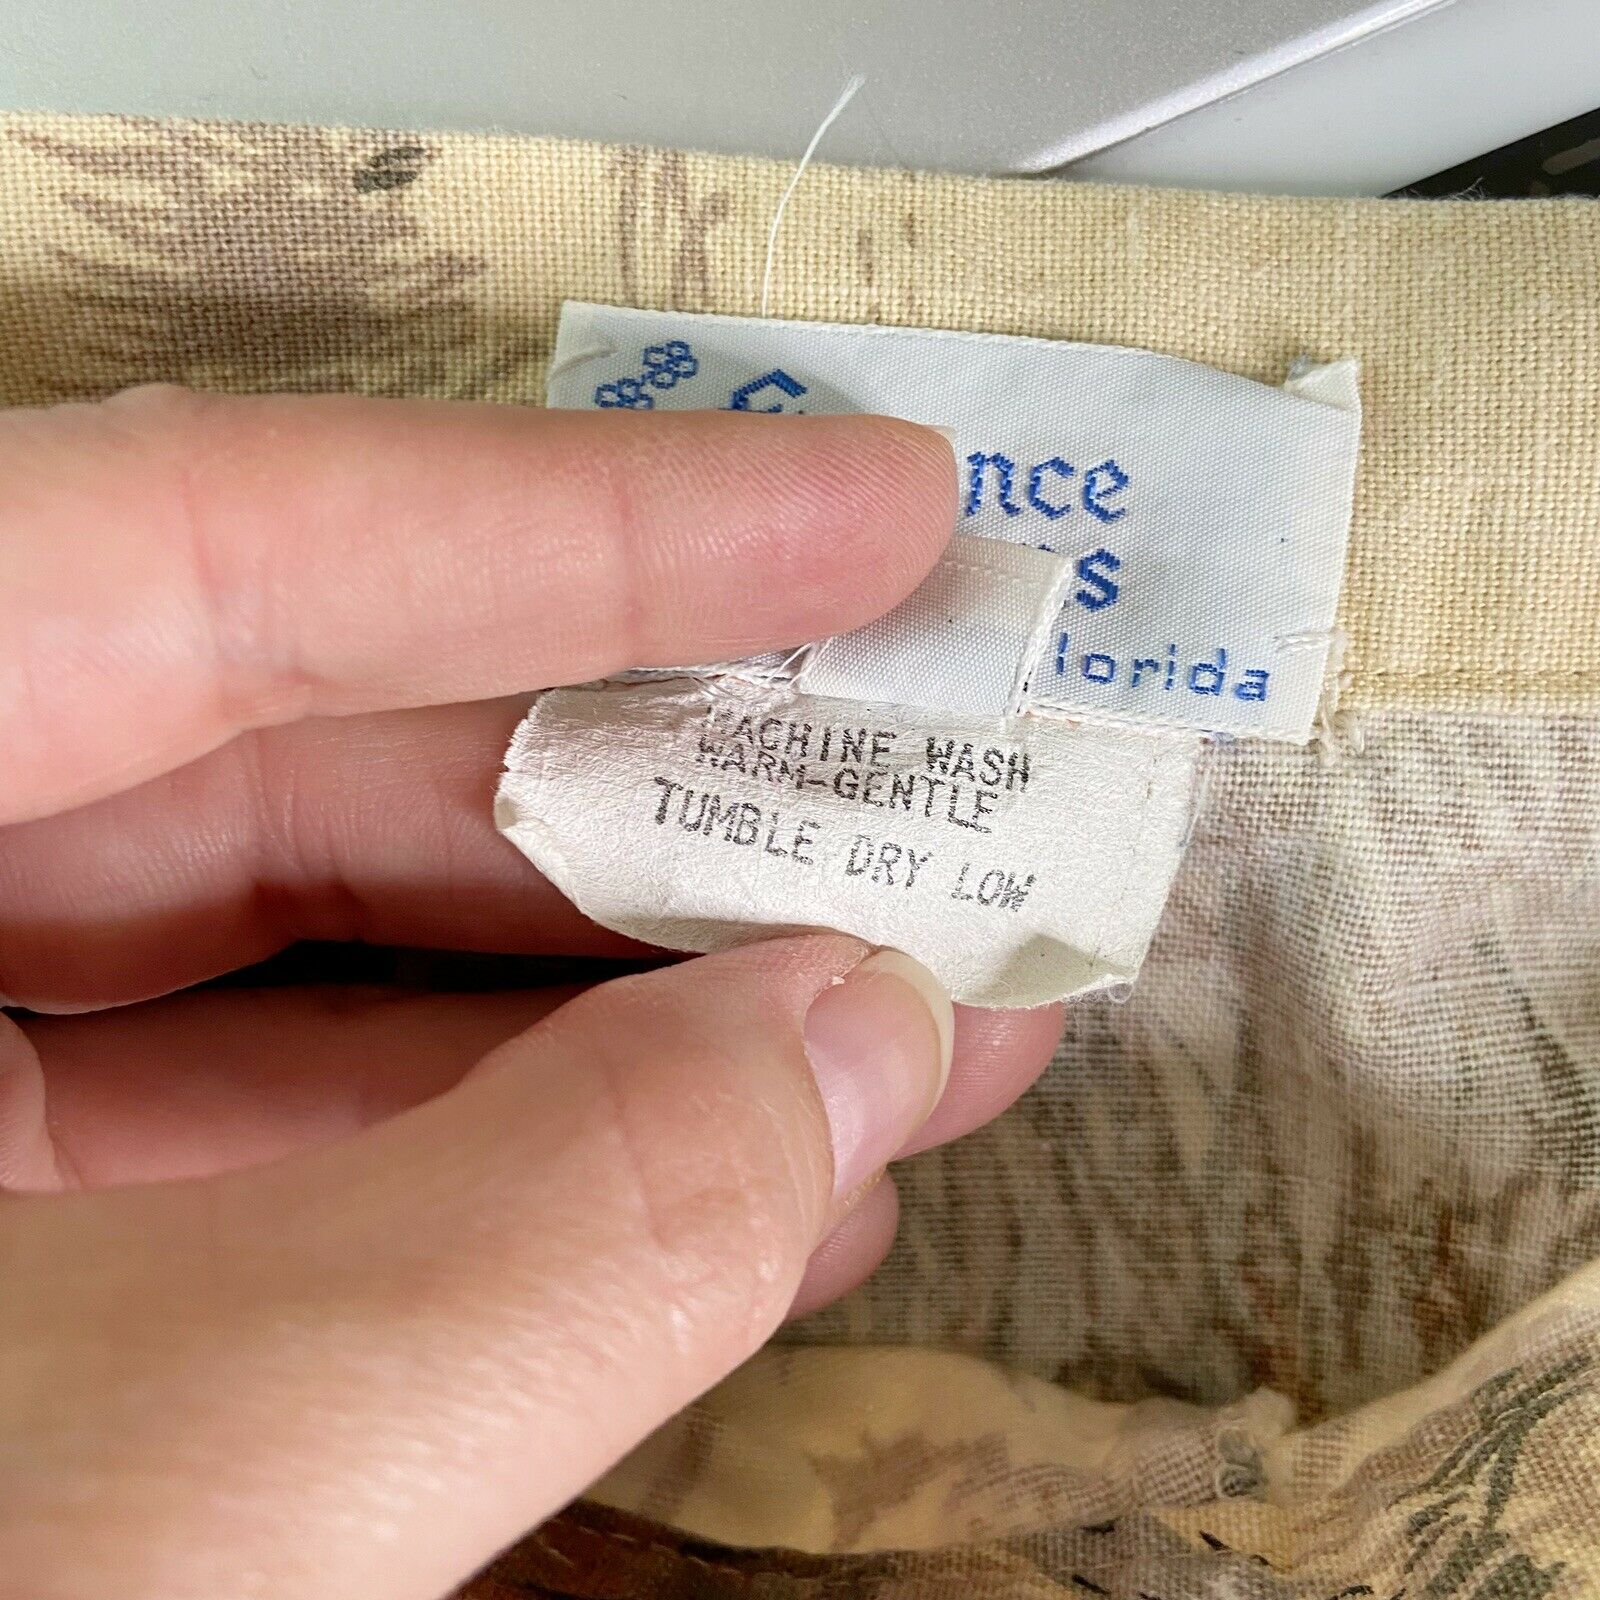 nce
lorida
MACHINE WASH
WARM-GENTLE
TUMBLE DRY LOW